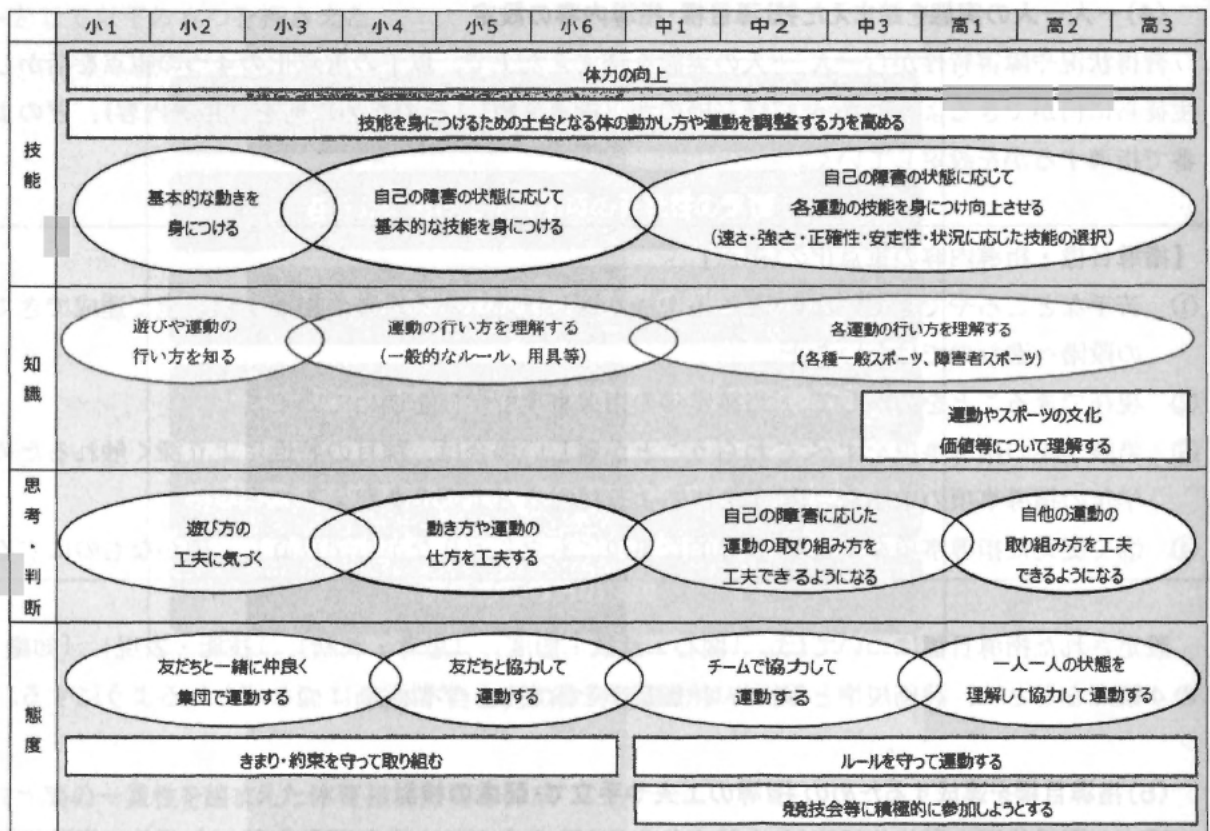 小1 小2 小3 小4 小5 小6 中1 中2 中3 高1 高2 高3
体力の向上
技能を身につけるための土台となる体の動かし方や運動を調整する力を高める
技能
基本的な動きを
身につける
自己の障害の状態に応じて
基本的な技能を身につける
自己の障害の状態に応じて
各運動の技能を身につけ向上させる
(速さ・強さ・正確性・安定性・状況に応じた技能の選択)
知識
遊びや運動の
行い方を知る
運動の行い方を理解する
(一般的なルール、用具等)
各運動の行い方を理解する
(各種一般スポーツ、障害者スポーツ)
運動やスポーツの文化
価値等について理解する
思考・判断
遊び方の
工夫に気づく
動き方や運動の
仕方を工夫する
自己の障害に応じた
運動の取り組み方を
工夫できるようになる
自他の運動の
取り組み方を工夫
できるようになる
態度
友だちと一緒に仲良く
集団で運動する
友だちと協力して
運動する
チームで協力して
運動する
一人一人の状態を
理解して協力して運動する
きまり・約束を守って取り組む
ルールを守って運動する
競技会等に積極的に参加しようとする